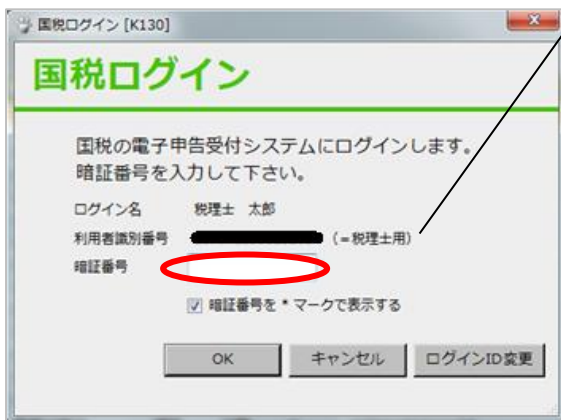 国税ログイン [K130]
国税ログイン
国税の電子申告受付システムにログインします。
暗証番号を入力して下さい。
ログイン名 税理士 太郎
利用者識別番号 (=税理士用)
暗証番号
暗証番号を * マークで表示する
OK キャンセル ログインID変更